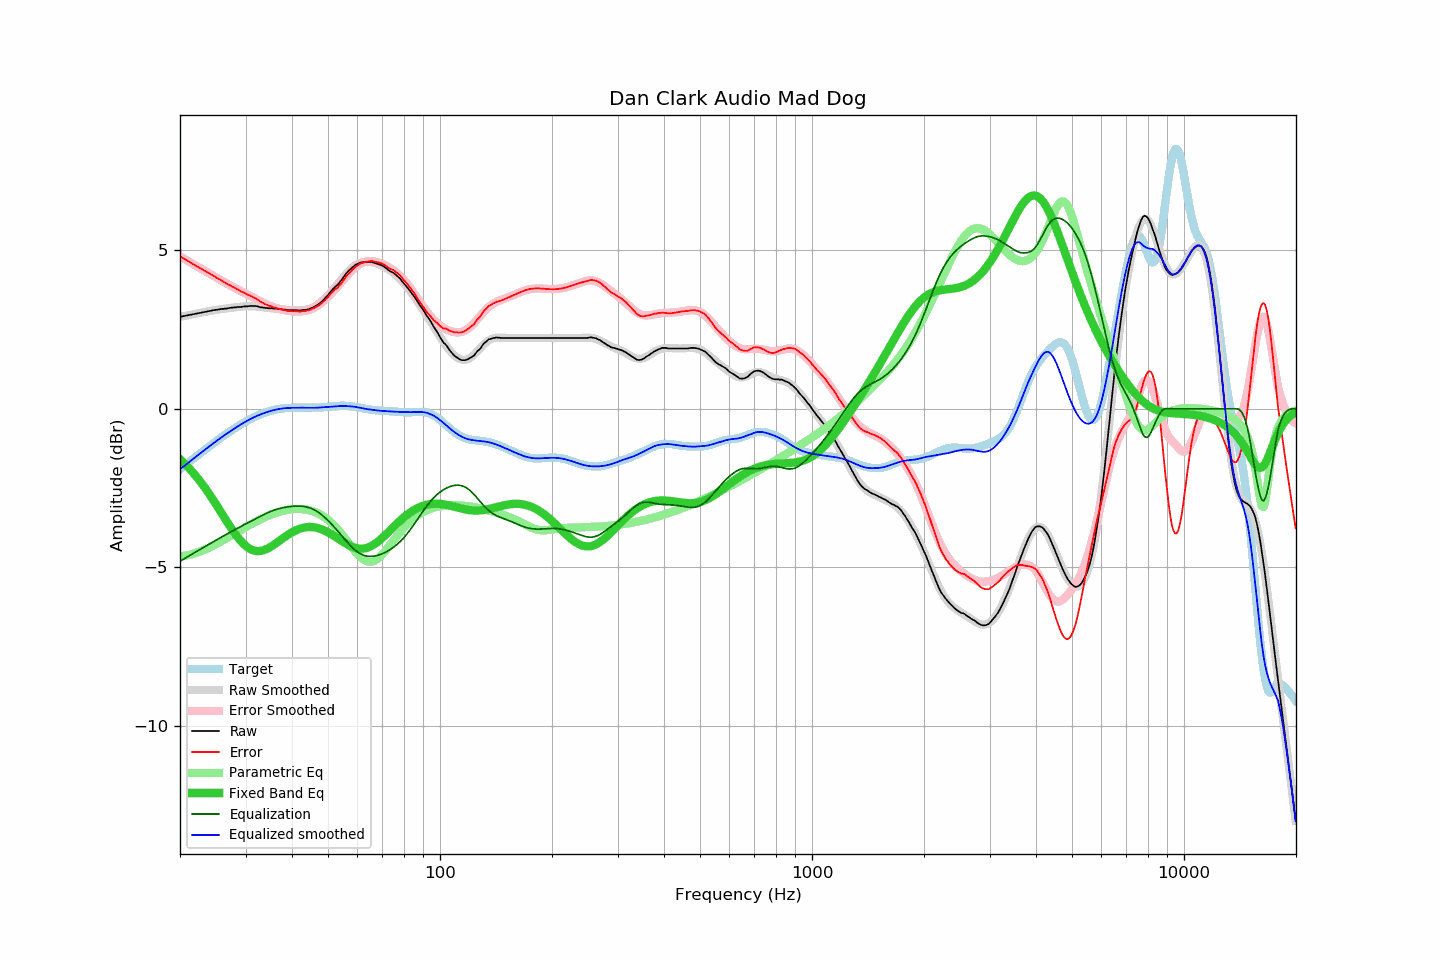 Dan Clark Audio Mad Dog
Amplitude (dBr)
5
0
−5
−10
Target
Raw Smoothed
Error Smoothed
Raw
Error
Parametric Eq
Fixed Band Eq
Equalization
Equalized smoothed
100
1000
10000
Frequency (Hz)